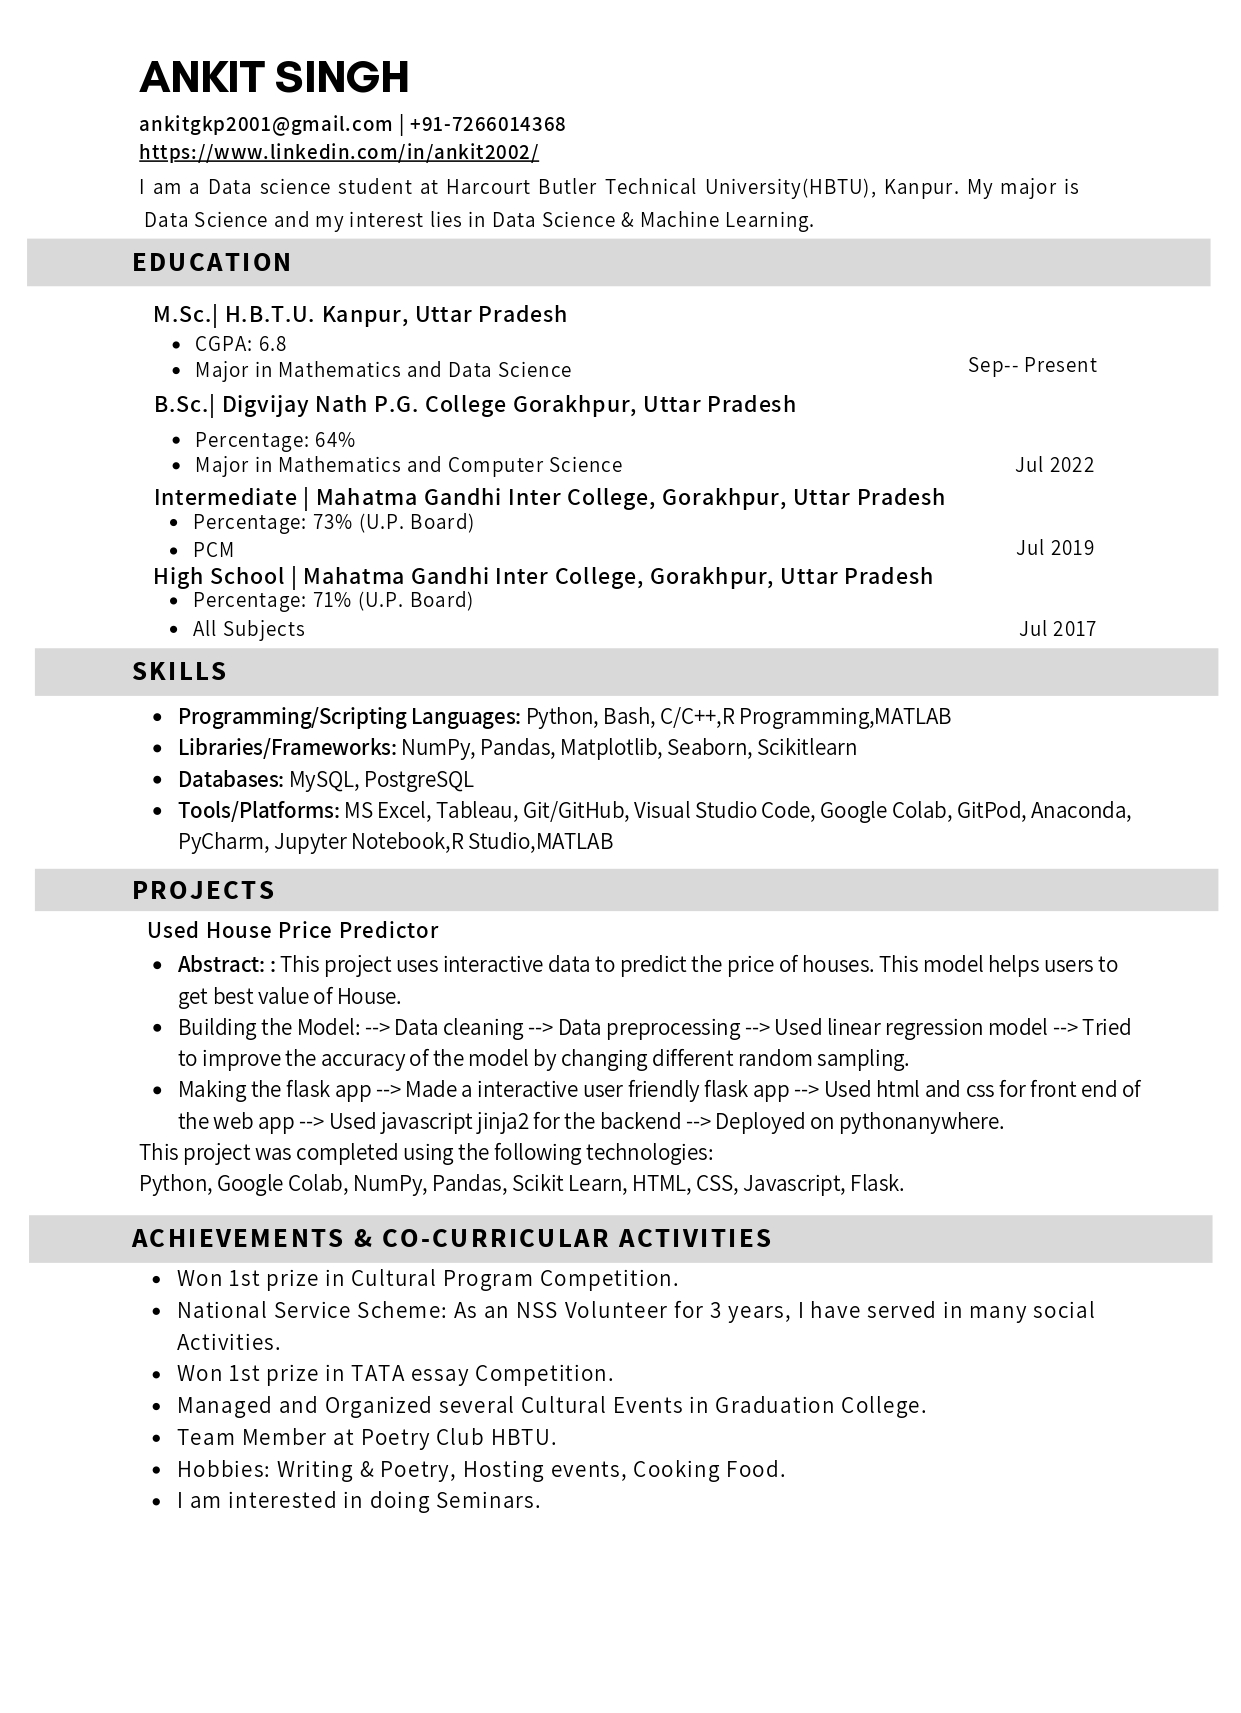 ANKIT SINGH
ankitgkp2001@gmail.com | +91-7266014368
https://www.linkedin.com/in/ankit2002/
I am a Data science student at Harcourt Butler Technical University(HBTU), Kanpur. My major is
Data Science and my interest lies in Data Science & Machine Learning.
EDUCATION
M.Sc.| H.B.T.U. Kanpur, Uttar Pradesh
• CGPA: 6.8
• Major in Mathematics and Data Science
Sep-- Present
B.Sc.| Digvijay Nath P.G. College Gorakhpur, Uttar Pradesh
• Percentage: 64%
• Major in Mathematics and Computer Science Jul 2022
Intermediate | Mahatma Gandhi Inter College, Gorakhpur, Uttar Pradesh
• Percentage: 73% (U.P. Board)
• PCM Jul 2019
High School | Mahatma Gandhi Inter College, Gorakhpur, Uttar Pradesh
• Percentage: 71% (U.P. Board)
• All Subjects Jul 2017
SKILLS
• Programming/Scripting Languages: Python, Bash, C/C++,R Programming,MATLAB
• Libraries/Frameworks: NumPy, Pandas, Matplotlib, Seaborn, Scikitlearn
• Databases: MySQL, PostgreSQL
• Tools/Platforms: MS Excel, Tableau, Git/GitHub, Visual Studio Code, Google Colab, GitPod, Anaconda,
PyCharm, Jupyter Notebook,R Studio,MATLAB
PROJECTS
Used House Price Predictor
• Abstract: : This project uses interactive data to predict the price of houses. This model helps users to
get best value of House.
• Building the Model: --> Data cleaning --> Data preprocessing --> Used linear regression model --> Tried
to improve the accuracy of the model by changing different random sampling.
• Making the flask app --> Made a interactive user friendly flask app --> Used html and css for front end of
the web app --> Used javascript jinja2 for the backend --> Deployed on pythonanywhere.
This project was completed using the following technologies:
Python, Google Colab, NumPy, Pandas, Scikit Learn, HTML, CSS, Javascript, Flask.
ACHIEVEMENTS & CO-CURRICULAR ACTIVITIES
• Won 1st prize in Cultural Program Competition.
• National Service Scheme: As an NSS Volunteer for 3 years, I have served in many social
Activities.
• Won 1st prize in TATA essay Competition.
• Managed and Organized several Cultural Events in Graduation College.
• Team Member at Poetry Club HBTU.
• Hobbies: Writing & Poetry, Hosting events, Cooking Food.
• I am interested in doing Seminars.